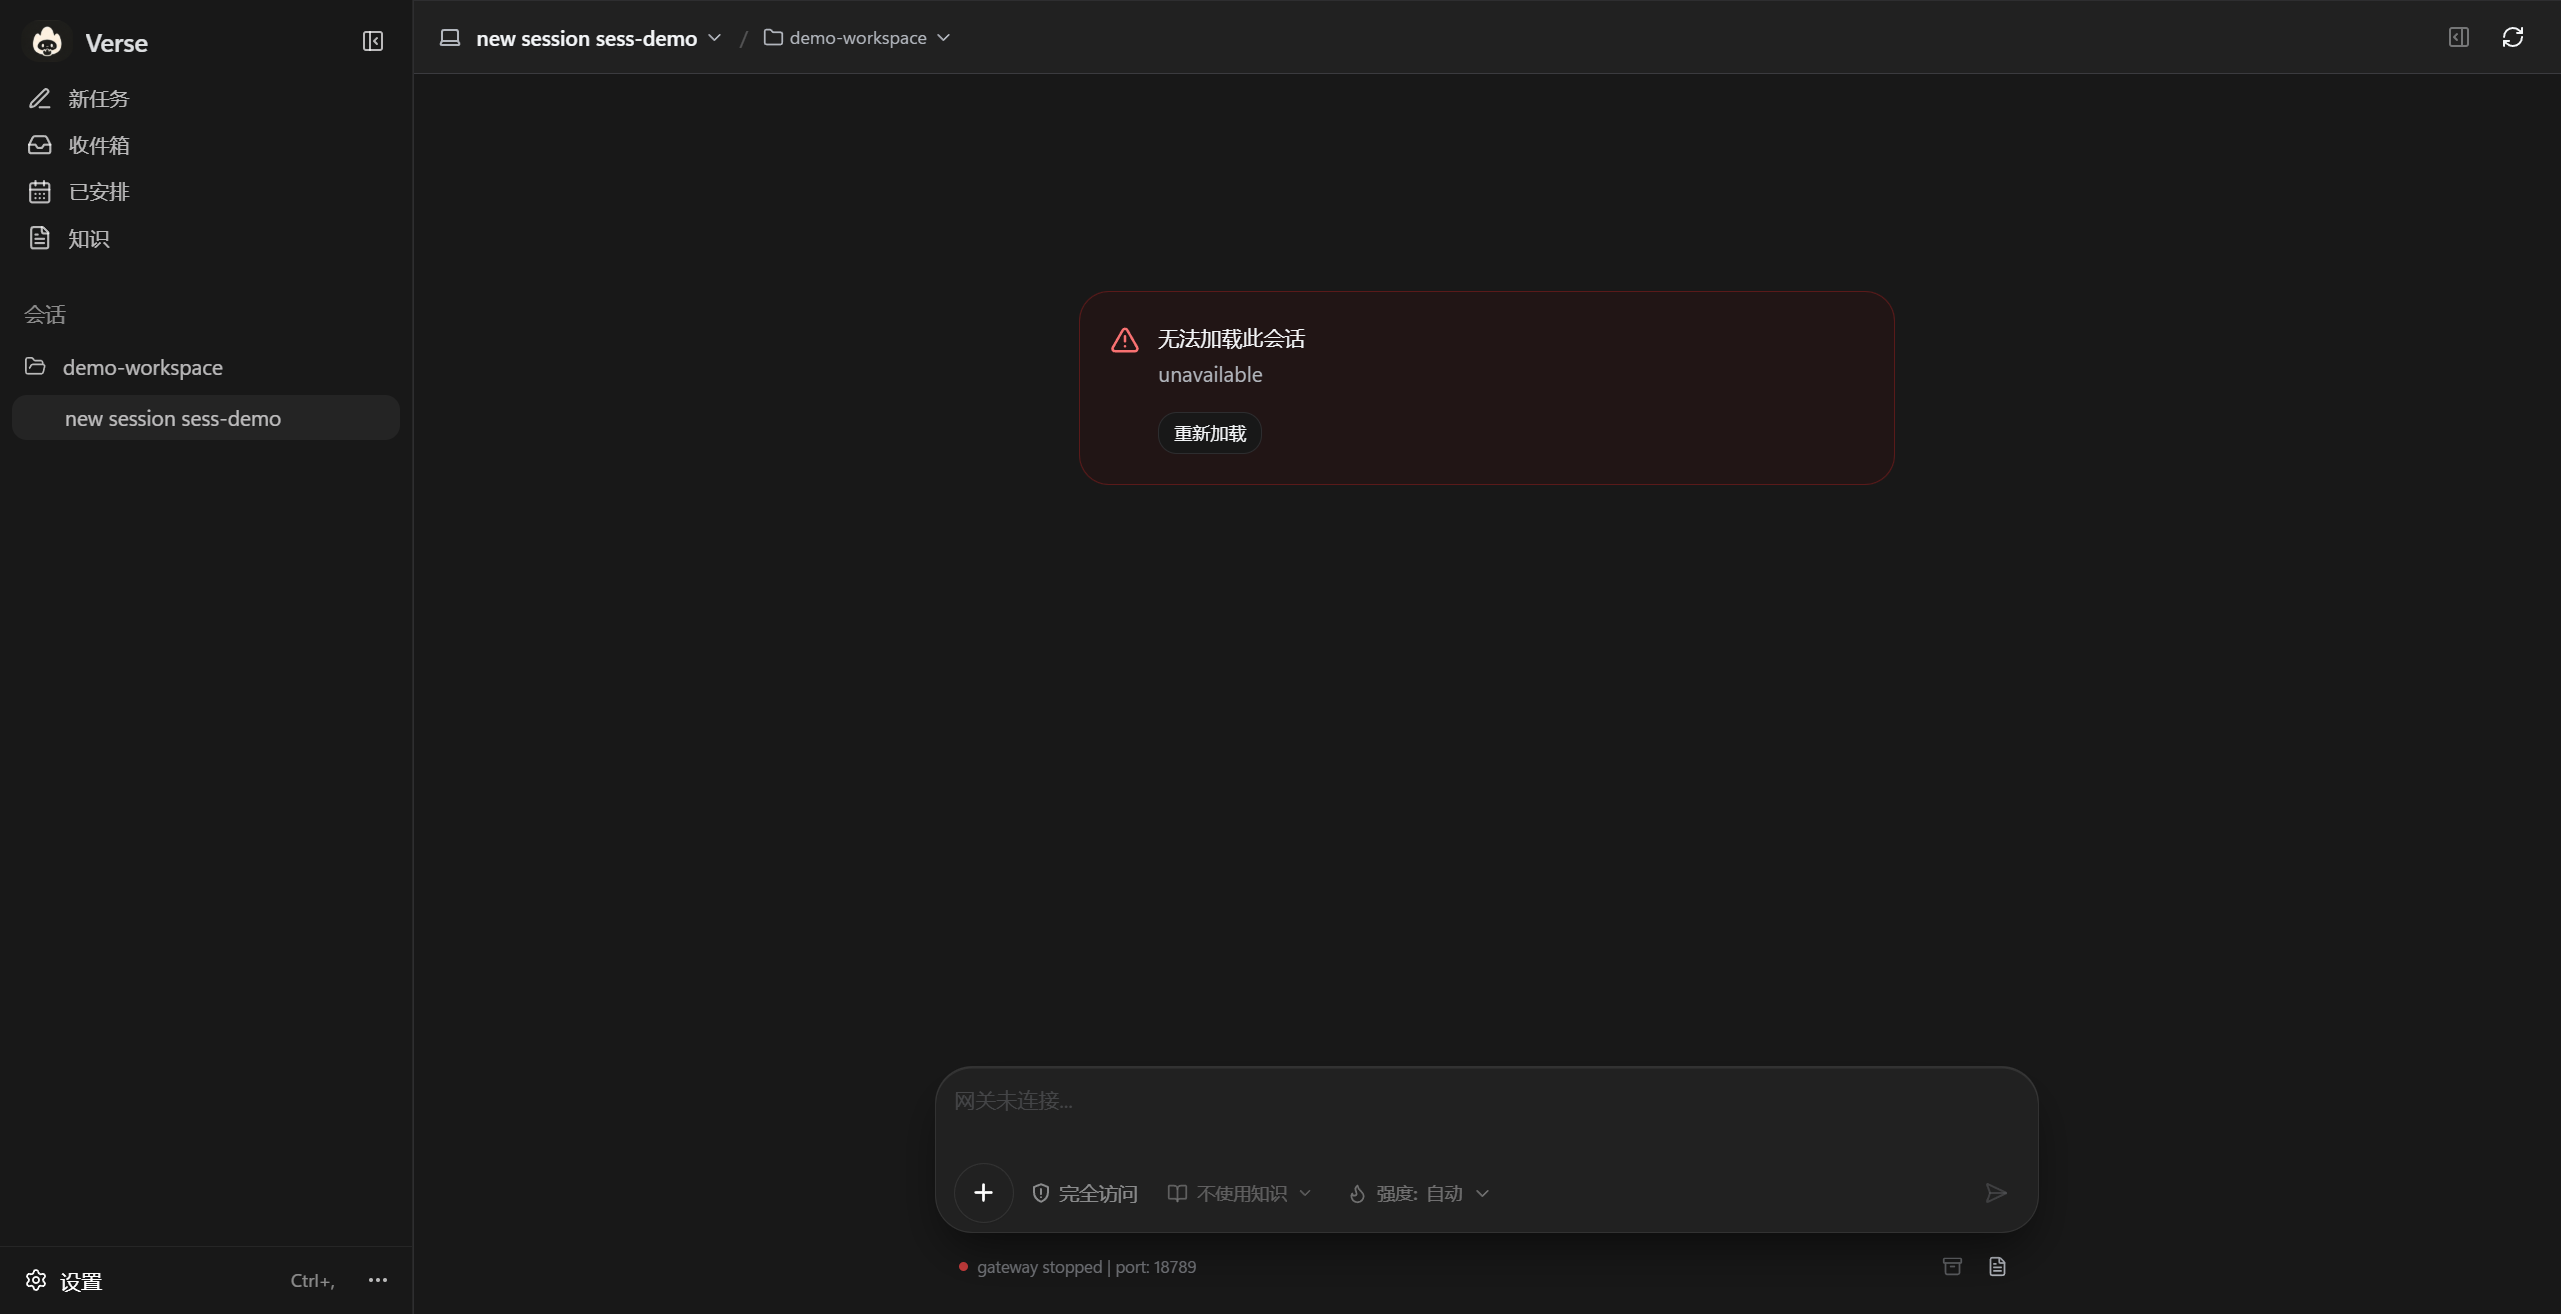 Verse
新任务
收件箱
已安排
知识
会话
demo-workspace
new session sess-demo
设置 Ctrl+,
new session sess-demo / demo-workspace
无法加载此会话
unavailable
重新加载
网关未连接...
完全访问 不使用知识 强度: 自动
gateway stopped | port: 18789